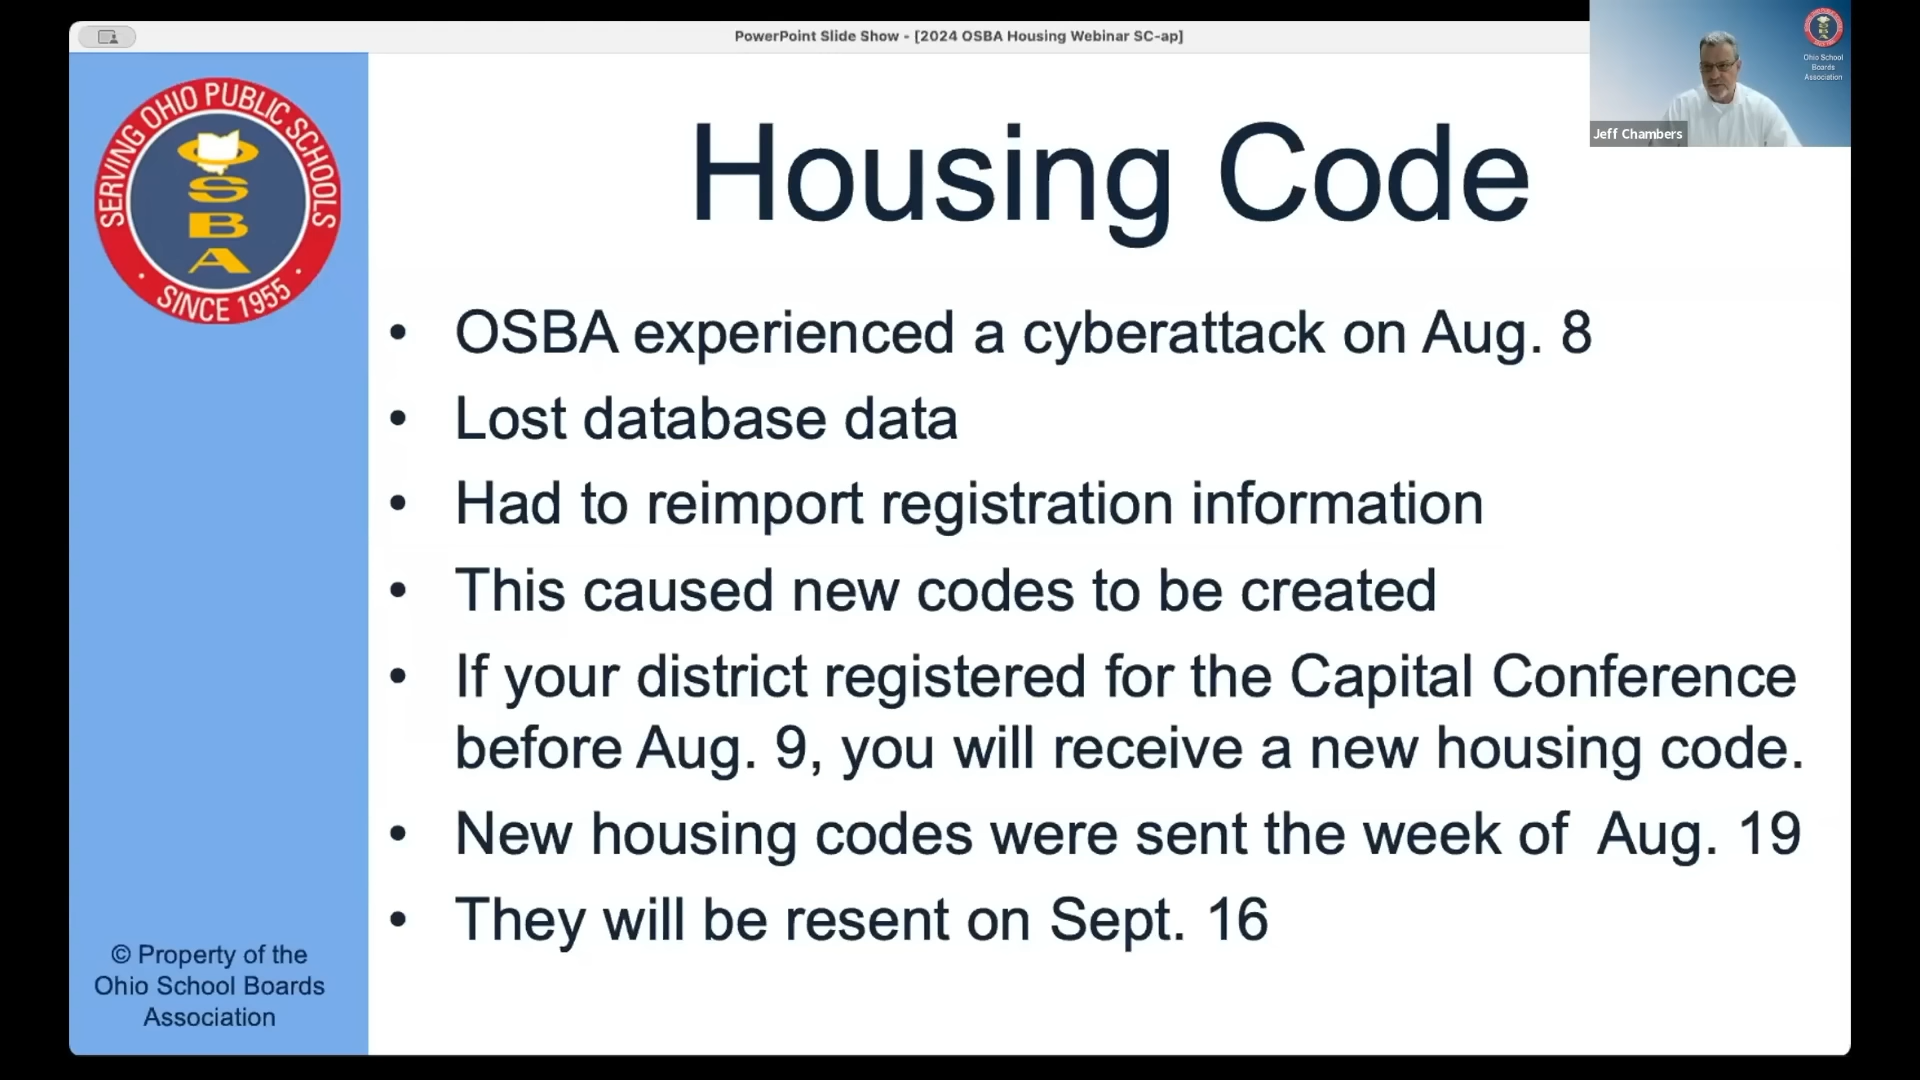 PowerPoint Slide Show - [2024 OSBA Housing Webinar SC-ap]
SERVING OHIO PUBLIC SCHOOLS
S
B
A
· SINCE 1955 ·
Housing Code
• OSBA experienced a cyberattack on Aug. 8
• Lost database data
• Had to reimport registration information
• This caused new codes to be created
• If your district registered for the Capital Conference
before Aug. 9, you will receive a new housing code.
• New housing codes were sent the week of  Aug. 19
• They will be resent on Sept. 16
© Property of the
Ohio School Boards
Association
Jeff Chambers
S
B
A
Ohio School
Boards
Association